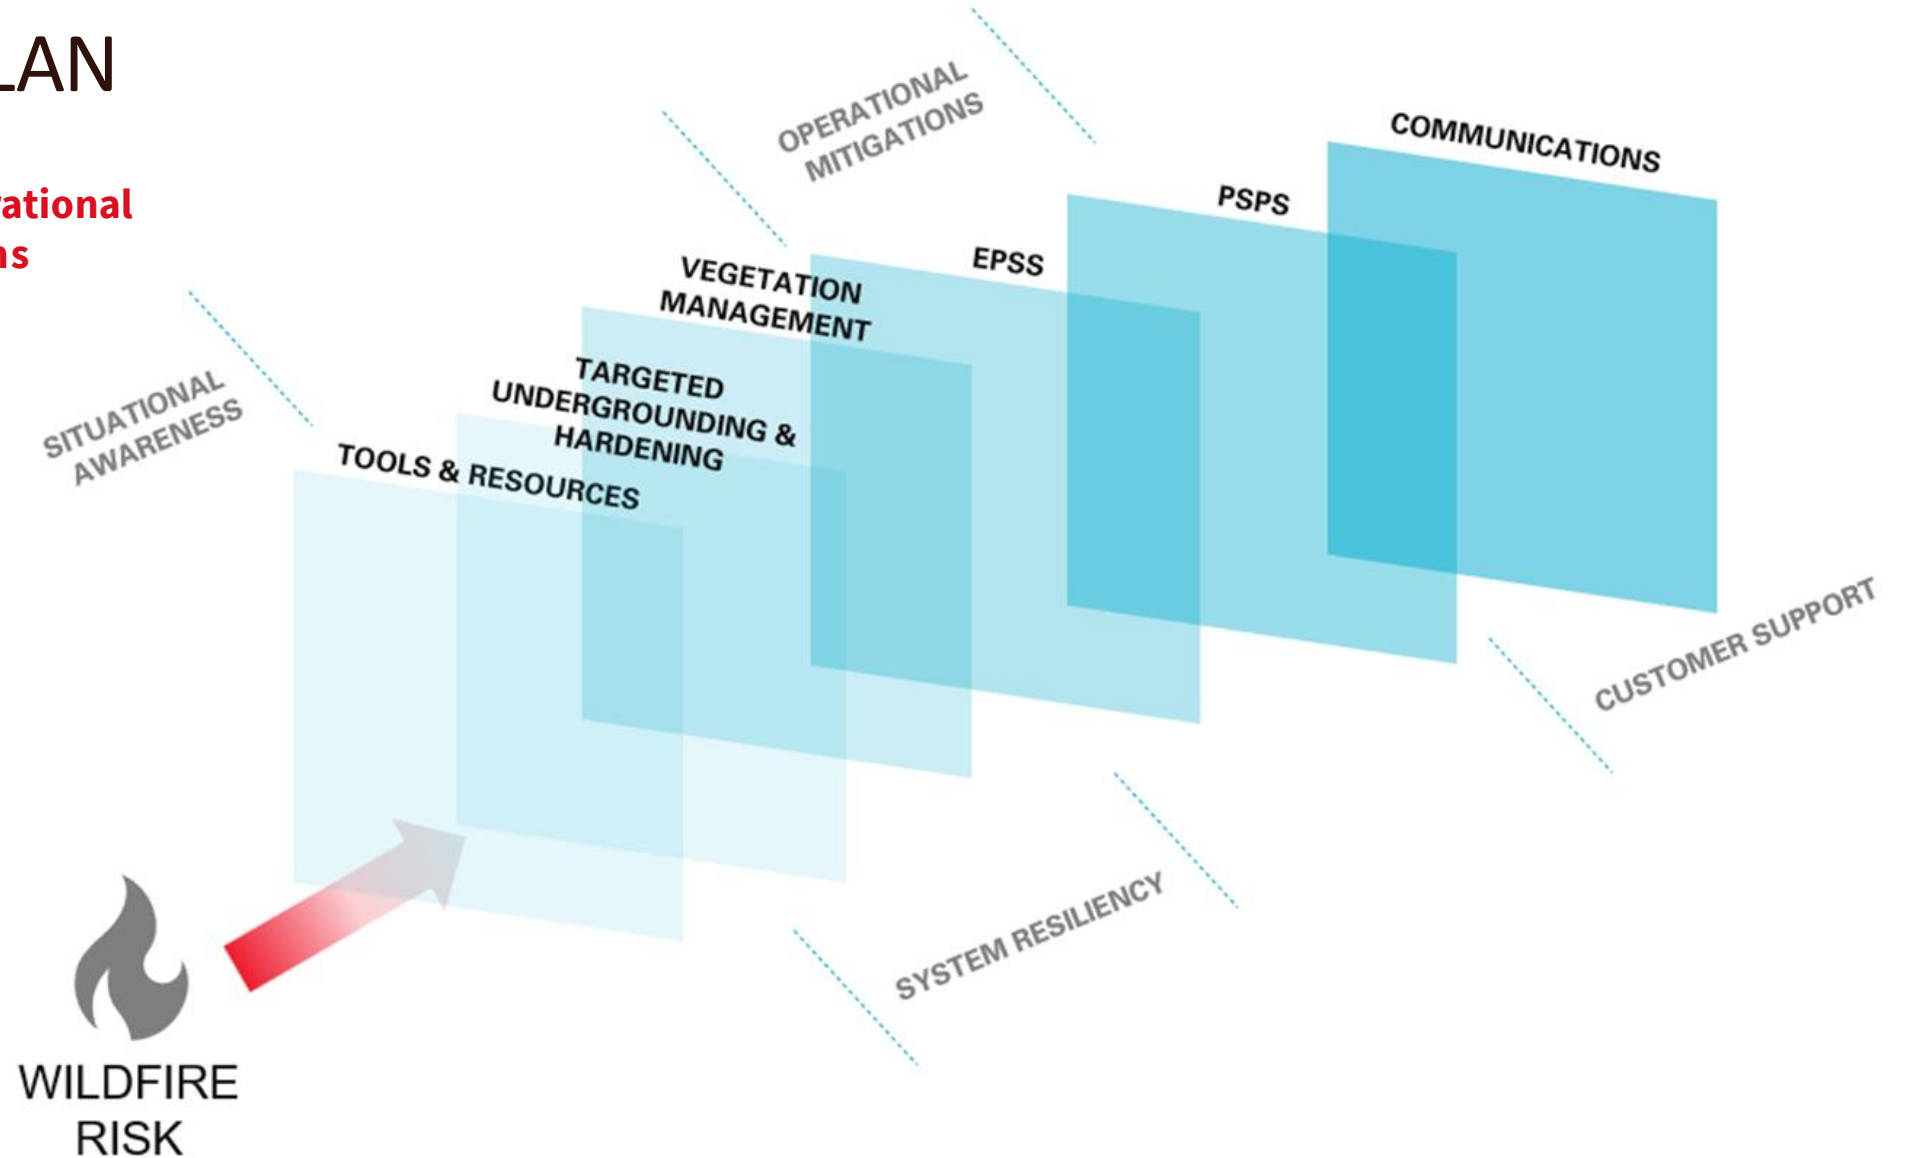 LAN
rational
ns
OPERATIONAL
MITIGATIONS
COMMUNICATIONS
PSPS
EPSS
VEGETATION
MANAGEMENT
TARGETED
UNDERGROUNDING &
HARDENING
SITUATIONAL
AWARENESS
TOOLS & RESOURCES
CUSTOMER SUPPORT
SYSTEM RESILIENCY
WILDFIRE
RISK